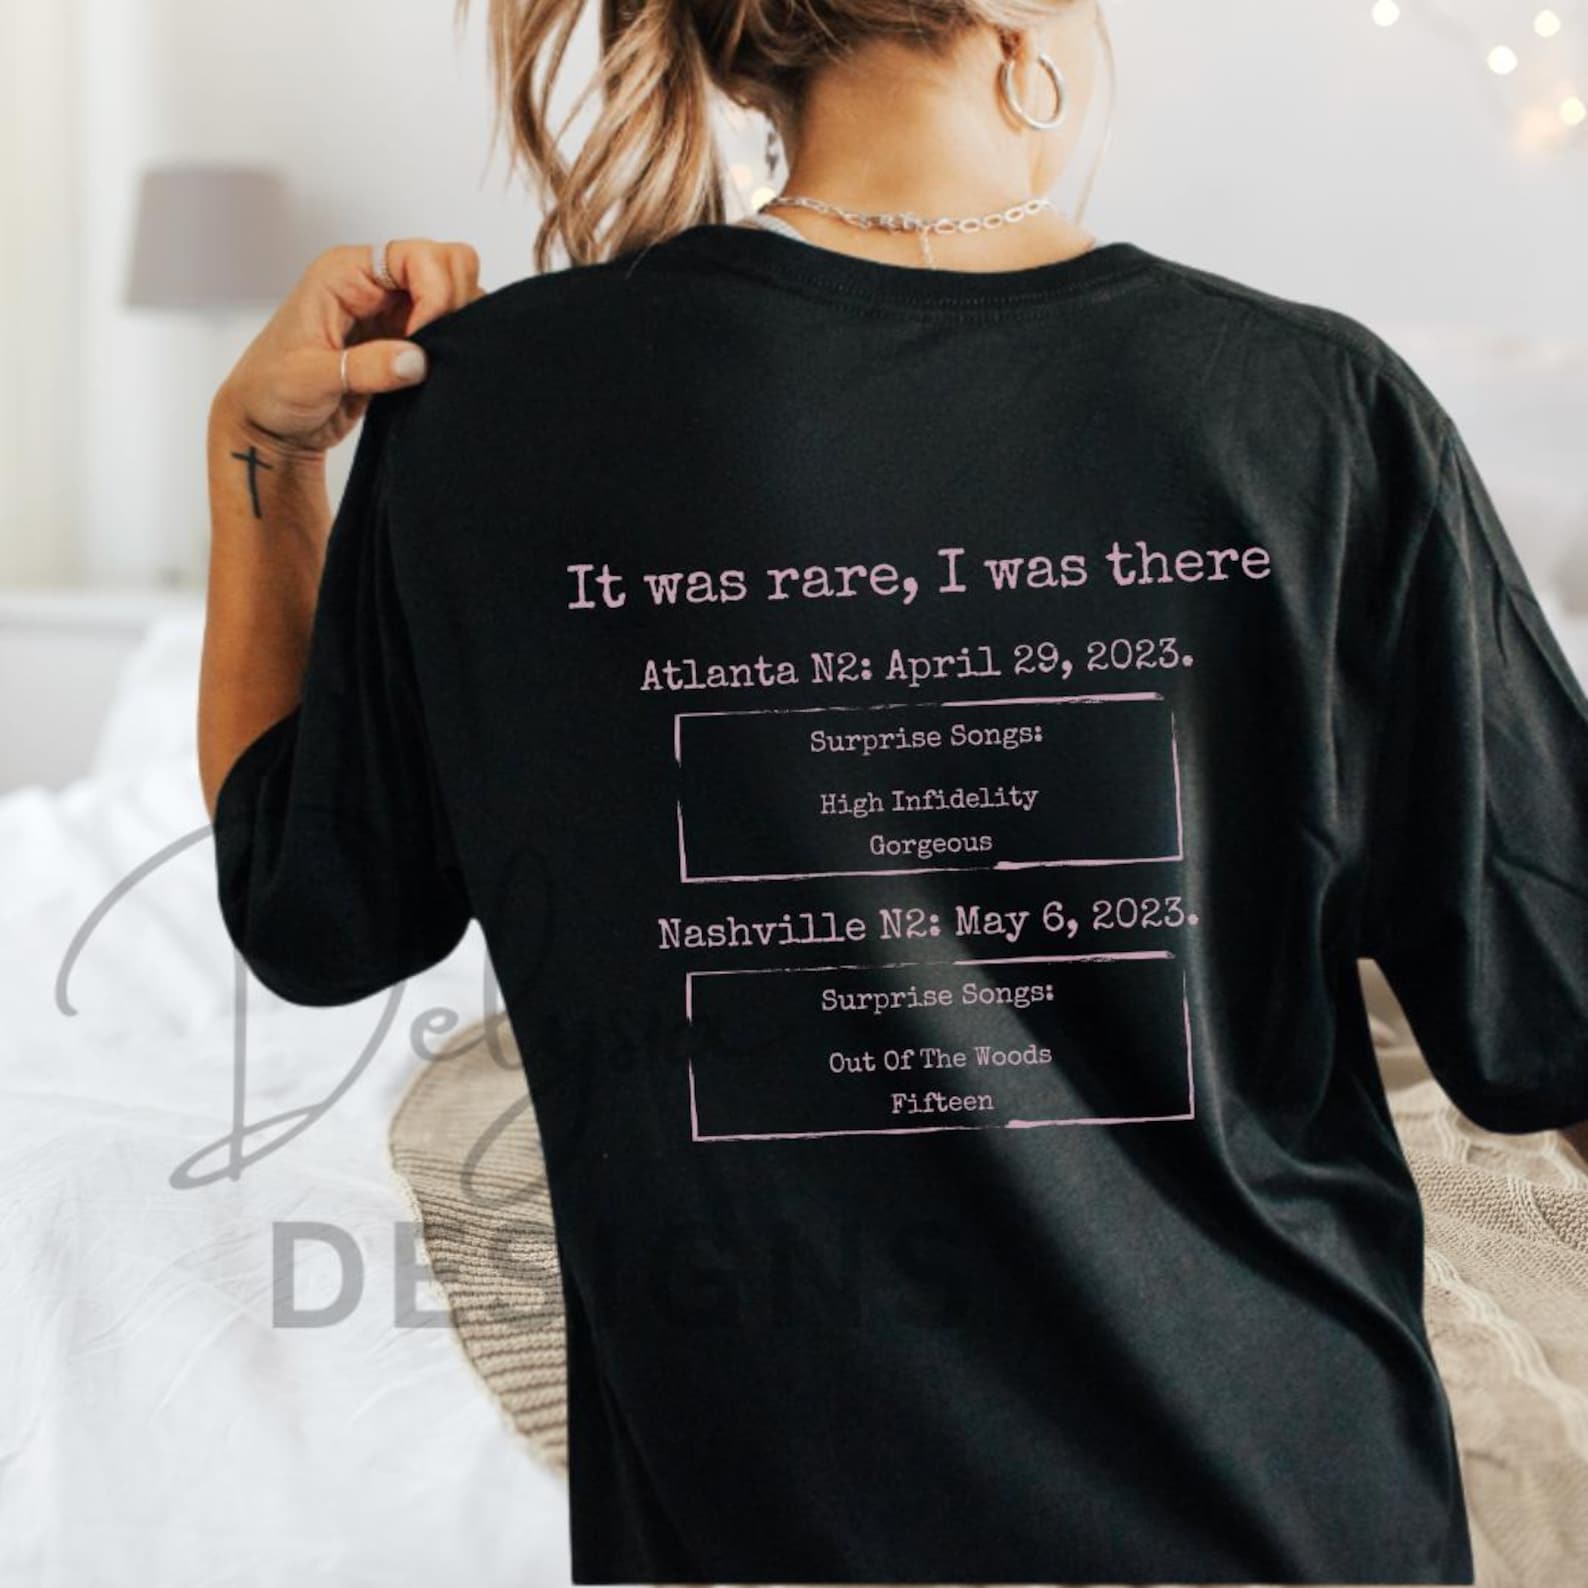 It was rare, I was there
Atlanta N2: April 29, 2023.
Surprise Songs:
High Infidelity
Gorgeous
Nashville N2: May 6, 2023.
Surprise Songs:
Out Of The Woods
Fifteen
DESIGNS